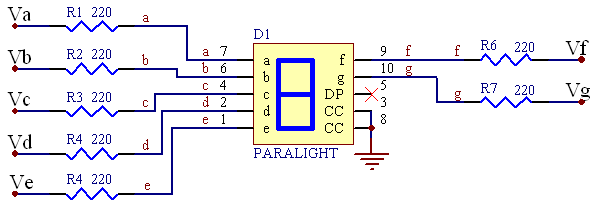 Va R1 220 a
Vb R2 220 b
Vc R3 220 c
Vd R4 220 d
Ve R4 220 e
D1
a 7 a f 9 f f R6 220 Vf
b 6 b g 10 g g R7 220 Vg
c 4 c DP 5
d 2 d CC 3
e 1 e CC 8
PARALIGHT